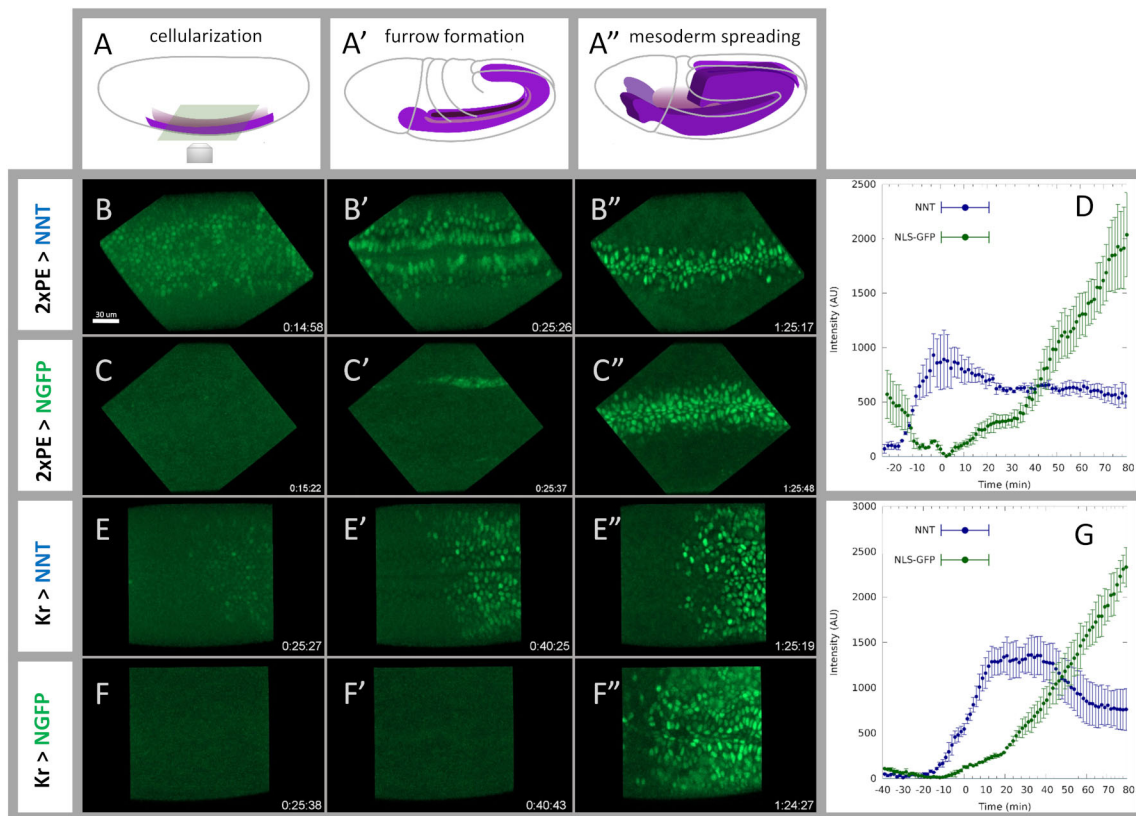 A
cellularization
A’
furrow formation
A”
mesoderm spreading
2xPE > NNT
B
30 um
0:14:58
B’
0:25:26
B”
1:25:17
D
NNT
NLS-GFP
Intensity (AU)
2500
2000
1500
1000
500
0
-20 -10 0 10 20 30 40 50 60 70 80
Time (min)
2xPE > NGFP
C
0:15:22
C’
0:25:37
C”
1:25:48
Kr > NNT
E
0:25:27
E’
0:40:25
E”
1:25:19
G
NNT
NLS-GFP
Intensity (AU)
3000
2500
2000
1500
1000
500
0
-40 -30 -20 -10 0 10 20 30 40 50 60 70 80
Time (min)
Kr > NGFP
F
0:25:38
F’
0:40:43
F”
1:24:27